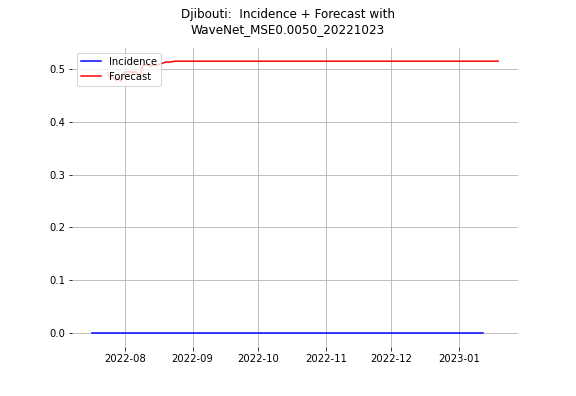 Djibouti:  Incidence + Forecast with
WaveNet_MSE0.0050_20221023
Incidence
Forecast
0.5
0.4
0.3
0.2
0.1
0.0
2022-08 2022-09 2022-10 2022-11 2022-12 2023-01